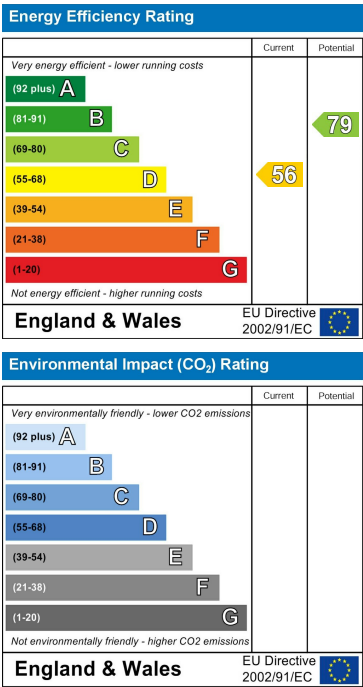 Energy Efficiency Rating
Current Potential
Very energy efficient - lower running costs
(92 plus) A
(81-91) B
(69-80) C
(55-68) D
(39-54) E
(21-38) F
(1-20) G
56
79
Not energy efficient - higher running costs
England & Wales
EU Directive
2002/91/EC
Environmental Impact (CO₂) Rating
Current Potential
Very environmentally friendly - lower CO2 emissions
(92 plus) A
(81-91) B
(69-80) C
(55-68) D
(39-54) E
(21-38) F
(1-20) G
Not environmentally friendly - higher CO2 emissions
England & Wales
EU Directive
2002/91/EC